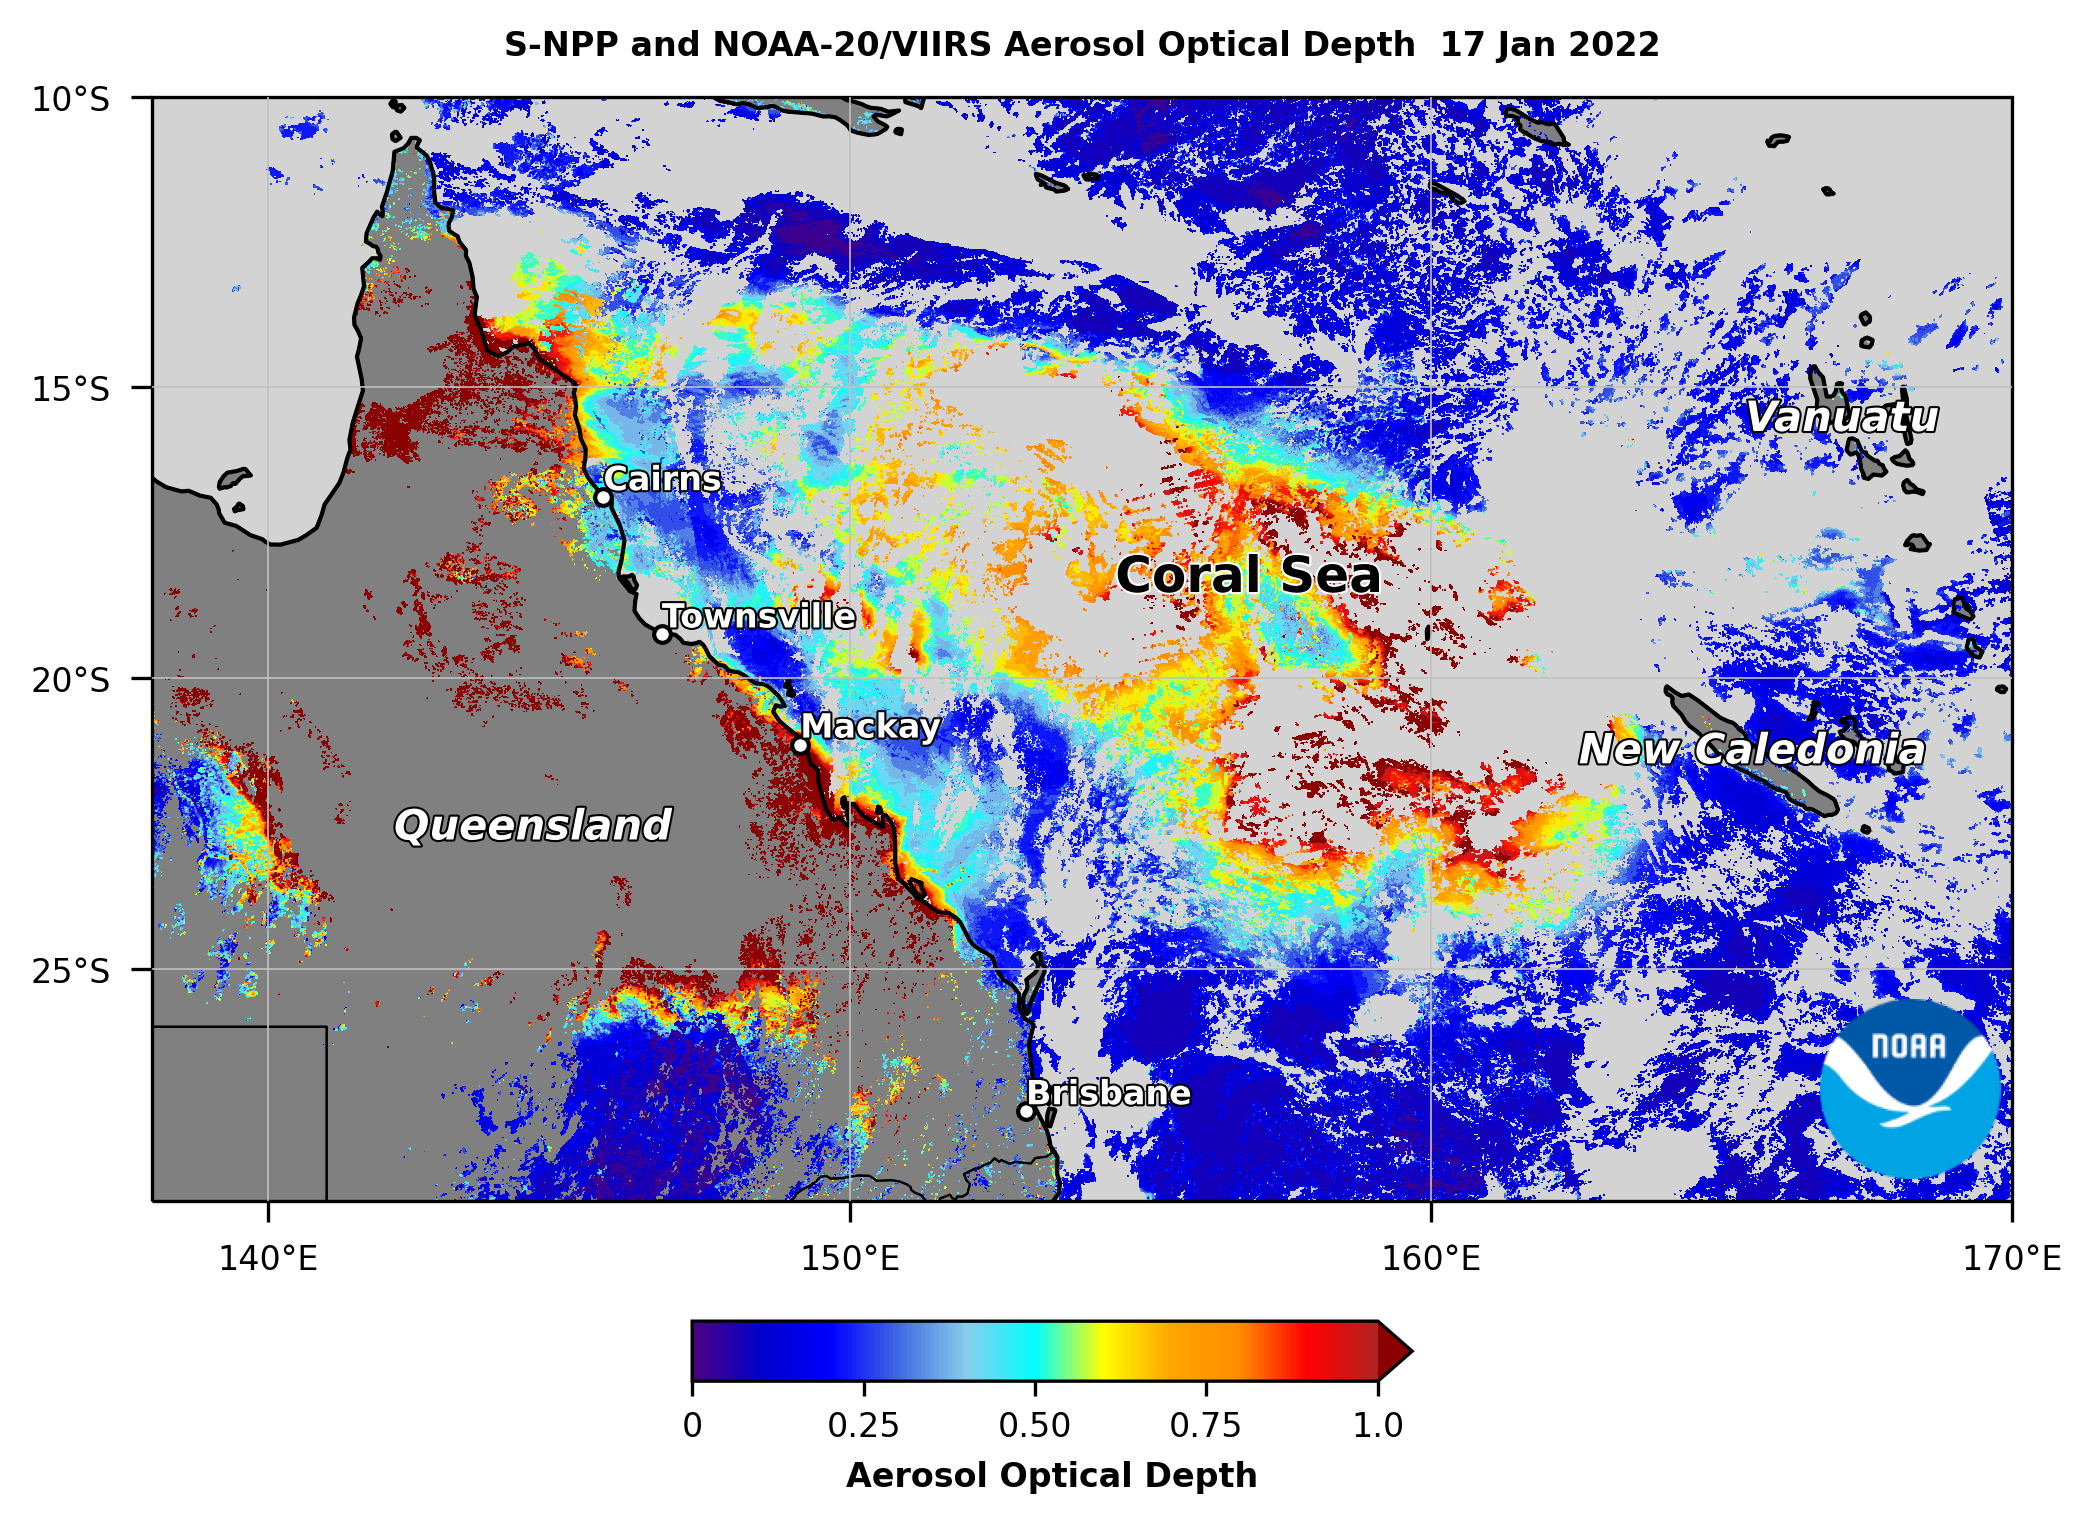 S-NPP and NOAA-20/VIIRS Aerosol Optical Depth  17 Jan 2022
10°S
15°S
Vanuatu
Cairns
Coral Sea
Townsville
20°S
Mackay
New Caledonia
Queensland
25°S
NOAA
Brisbane
140°E
150°E
160°E
170°E
0
0.25
0.50
0.75
1.0
Aerosol Optical Depth